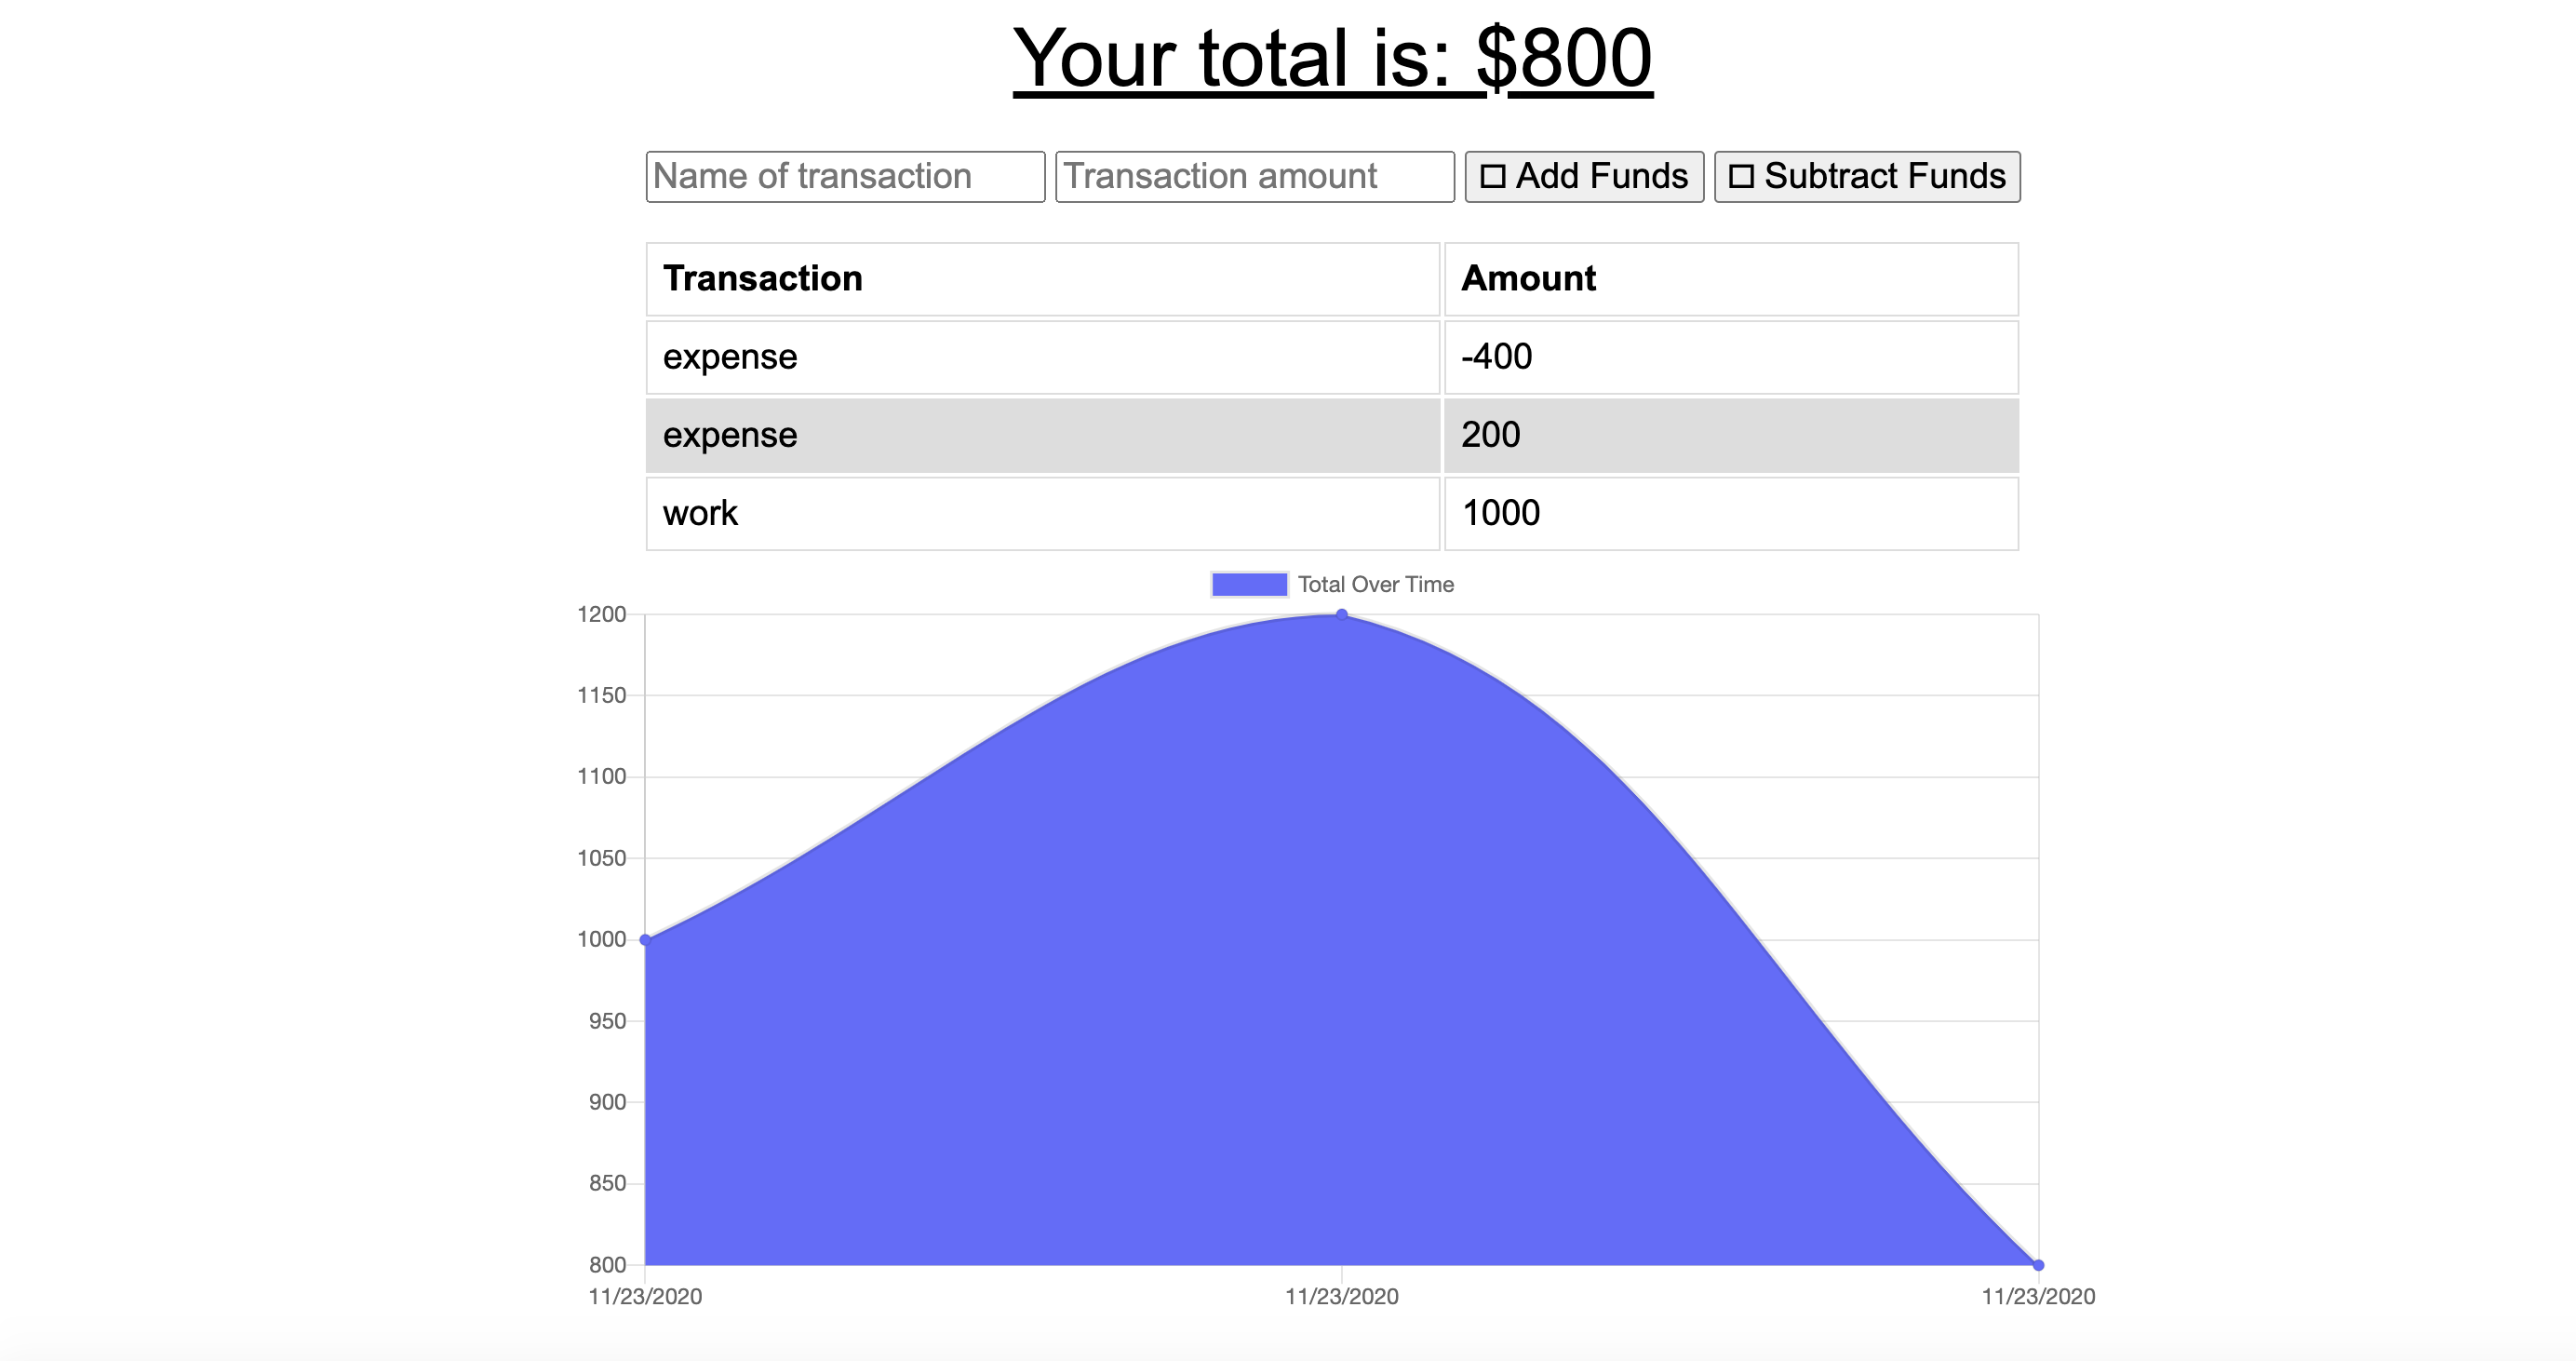 Your total is: $800
Name of transaction Transaction amount Add Funds Subtract Funds
Transaction Amount
expense -400
expense 200
work 1000
Total Over Time
1200
1150
1100
1050
1000
950
900
850
800
11/23/2020 11/23/2020 11/23/2020